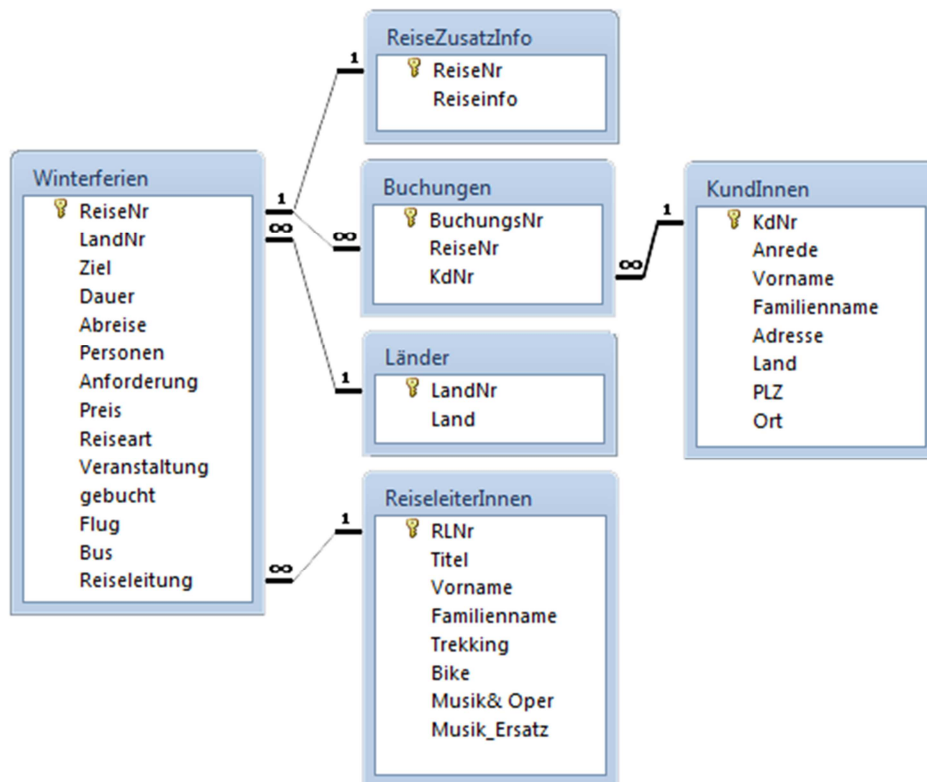 Winterferien
ReiseNr
LandNr
Ziel
Dauer
Abreise
Personen
Anforderung
Preis
Reiseart
Veranstaltung
gebucht
Flug
Bus
Reiseleitung
1
∞
∞
1
∞
1
1
ReiseZusatzInfo
ReiseNr
Reiseinfo
Buchungen
BuchungsNr
ReiseNr
KdNr
Länder
LandNr
Land
ReiseleiterInnen
RLNr
Titel
Vorname
Familienname
Trekking
Bike
Musik& Oper
Musik_Ersatz
∞
1
KundInnen
KdNr
Anrede
Vorname
Familienname
Adresse
Land
PLZ
Ort